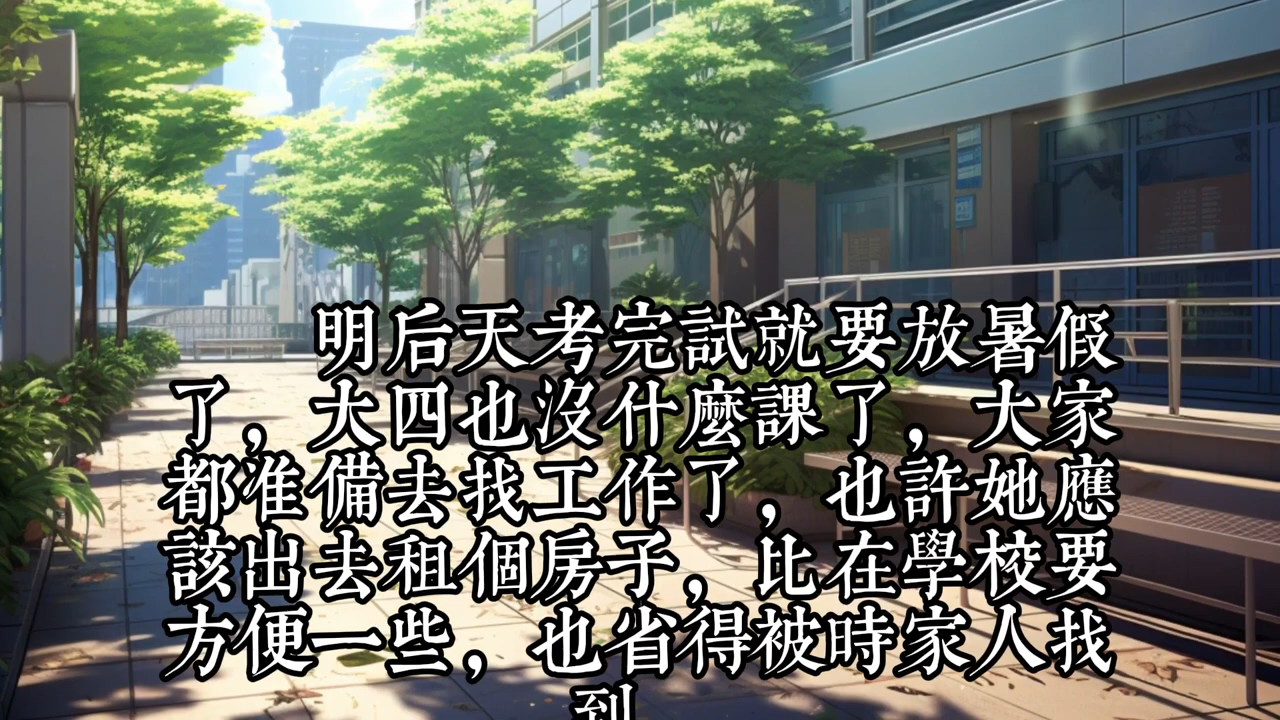 明后天考完試就要放暑假
了，大四也沒什麼課了，大家
都准備去找工作了，也許她應
該出去租個房子，比在學校要
方便一些，也省得被時家人找
到